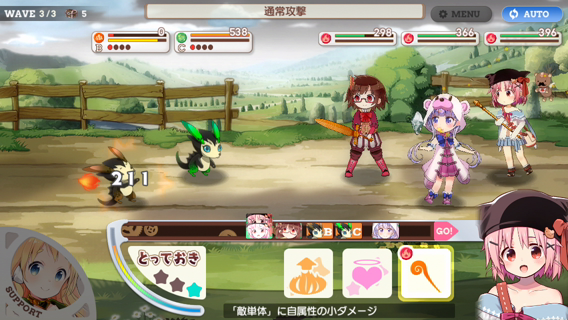 WAVE 3/3 5
通常攻撃
MENU
AUTO
B 0
C 538
298
366
396
211
B C GO!
とっておき
SUPPORT
「敵単体」に自属性の小ダメージ